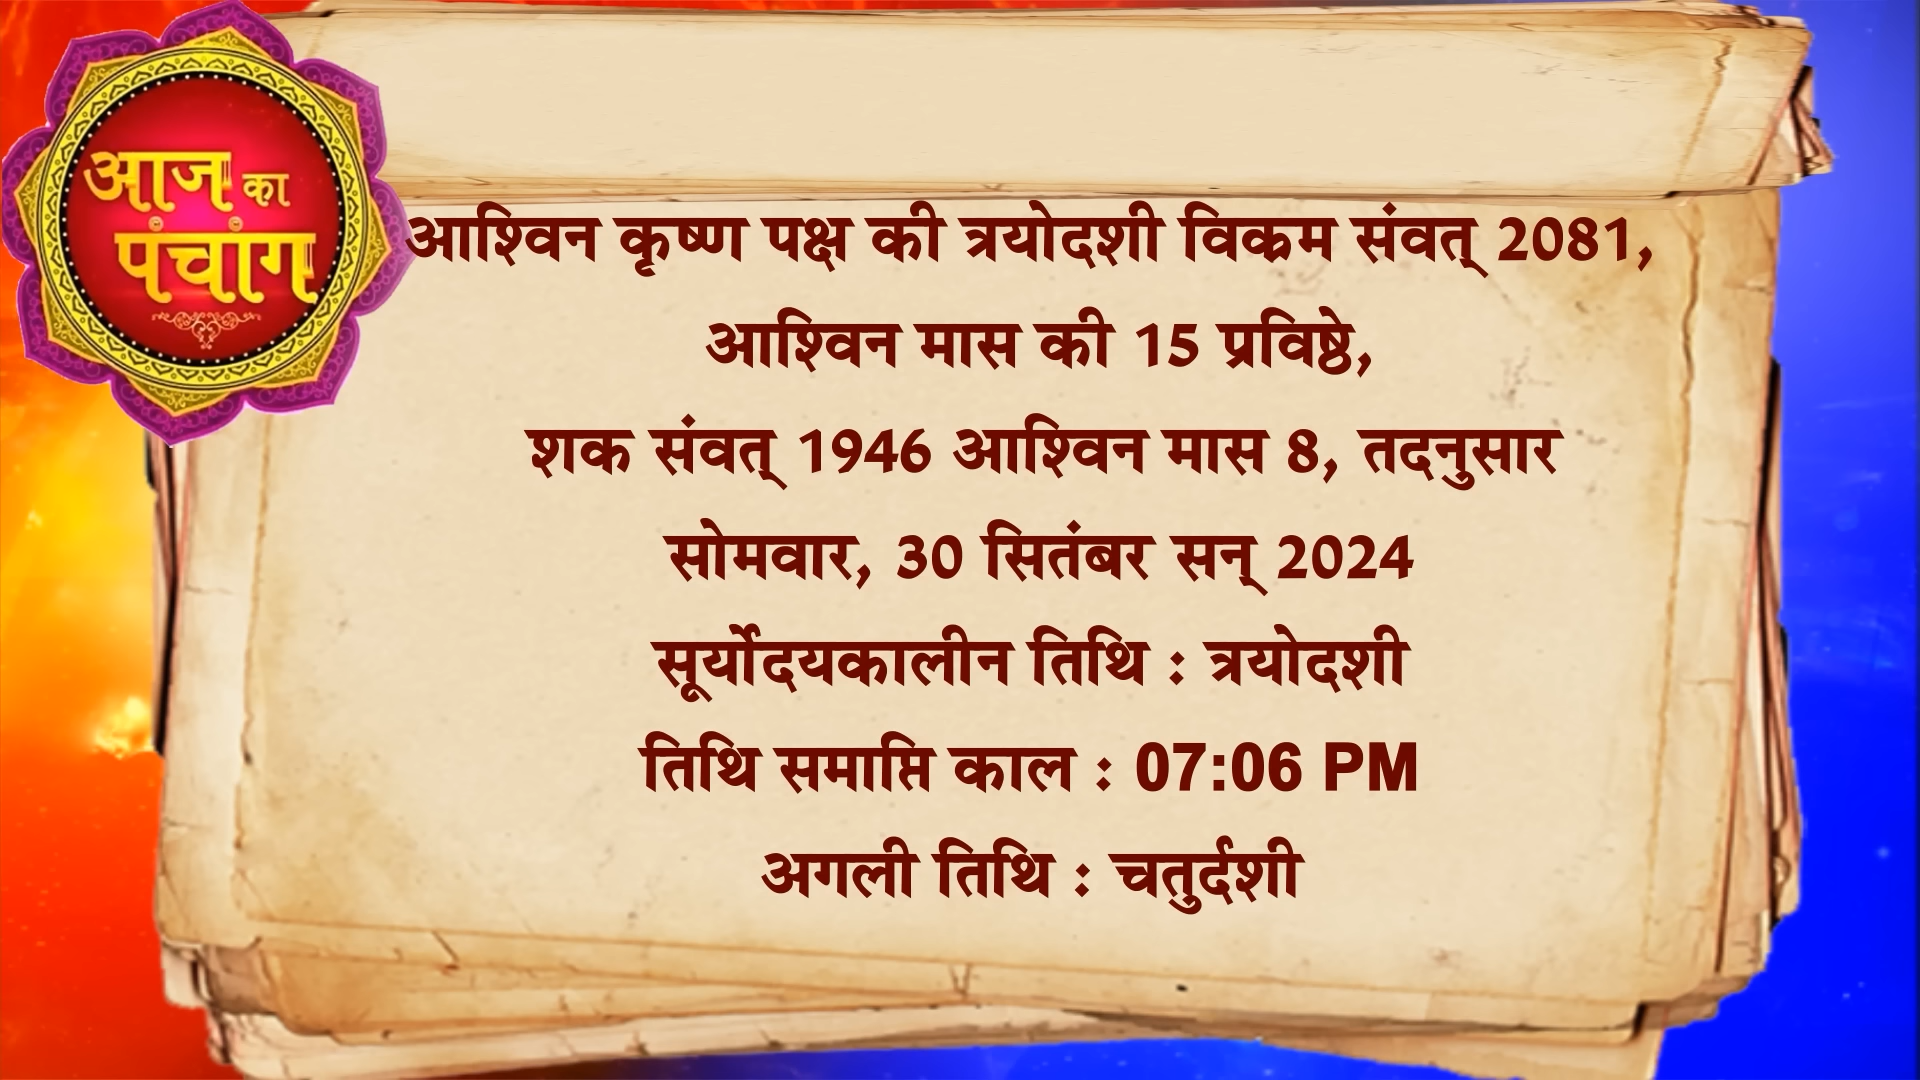 आज का
पंचांग
आश्विन कृष्ण पक्ष की त्रयोदशी विक्रम संवत् 2081,
आश्विन मास की 15 प्रविष्ठे,
शक संवत् 1946 आश्विन मास 8, तदनुसार
सोमवार, 30 सितंबर सन् 2024
सूर्योदयकालीन तिथि : त्रयोदशी
तिथि समाप्ति काल : 07:06 PM
अगली तिथि : चतुर्दशी